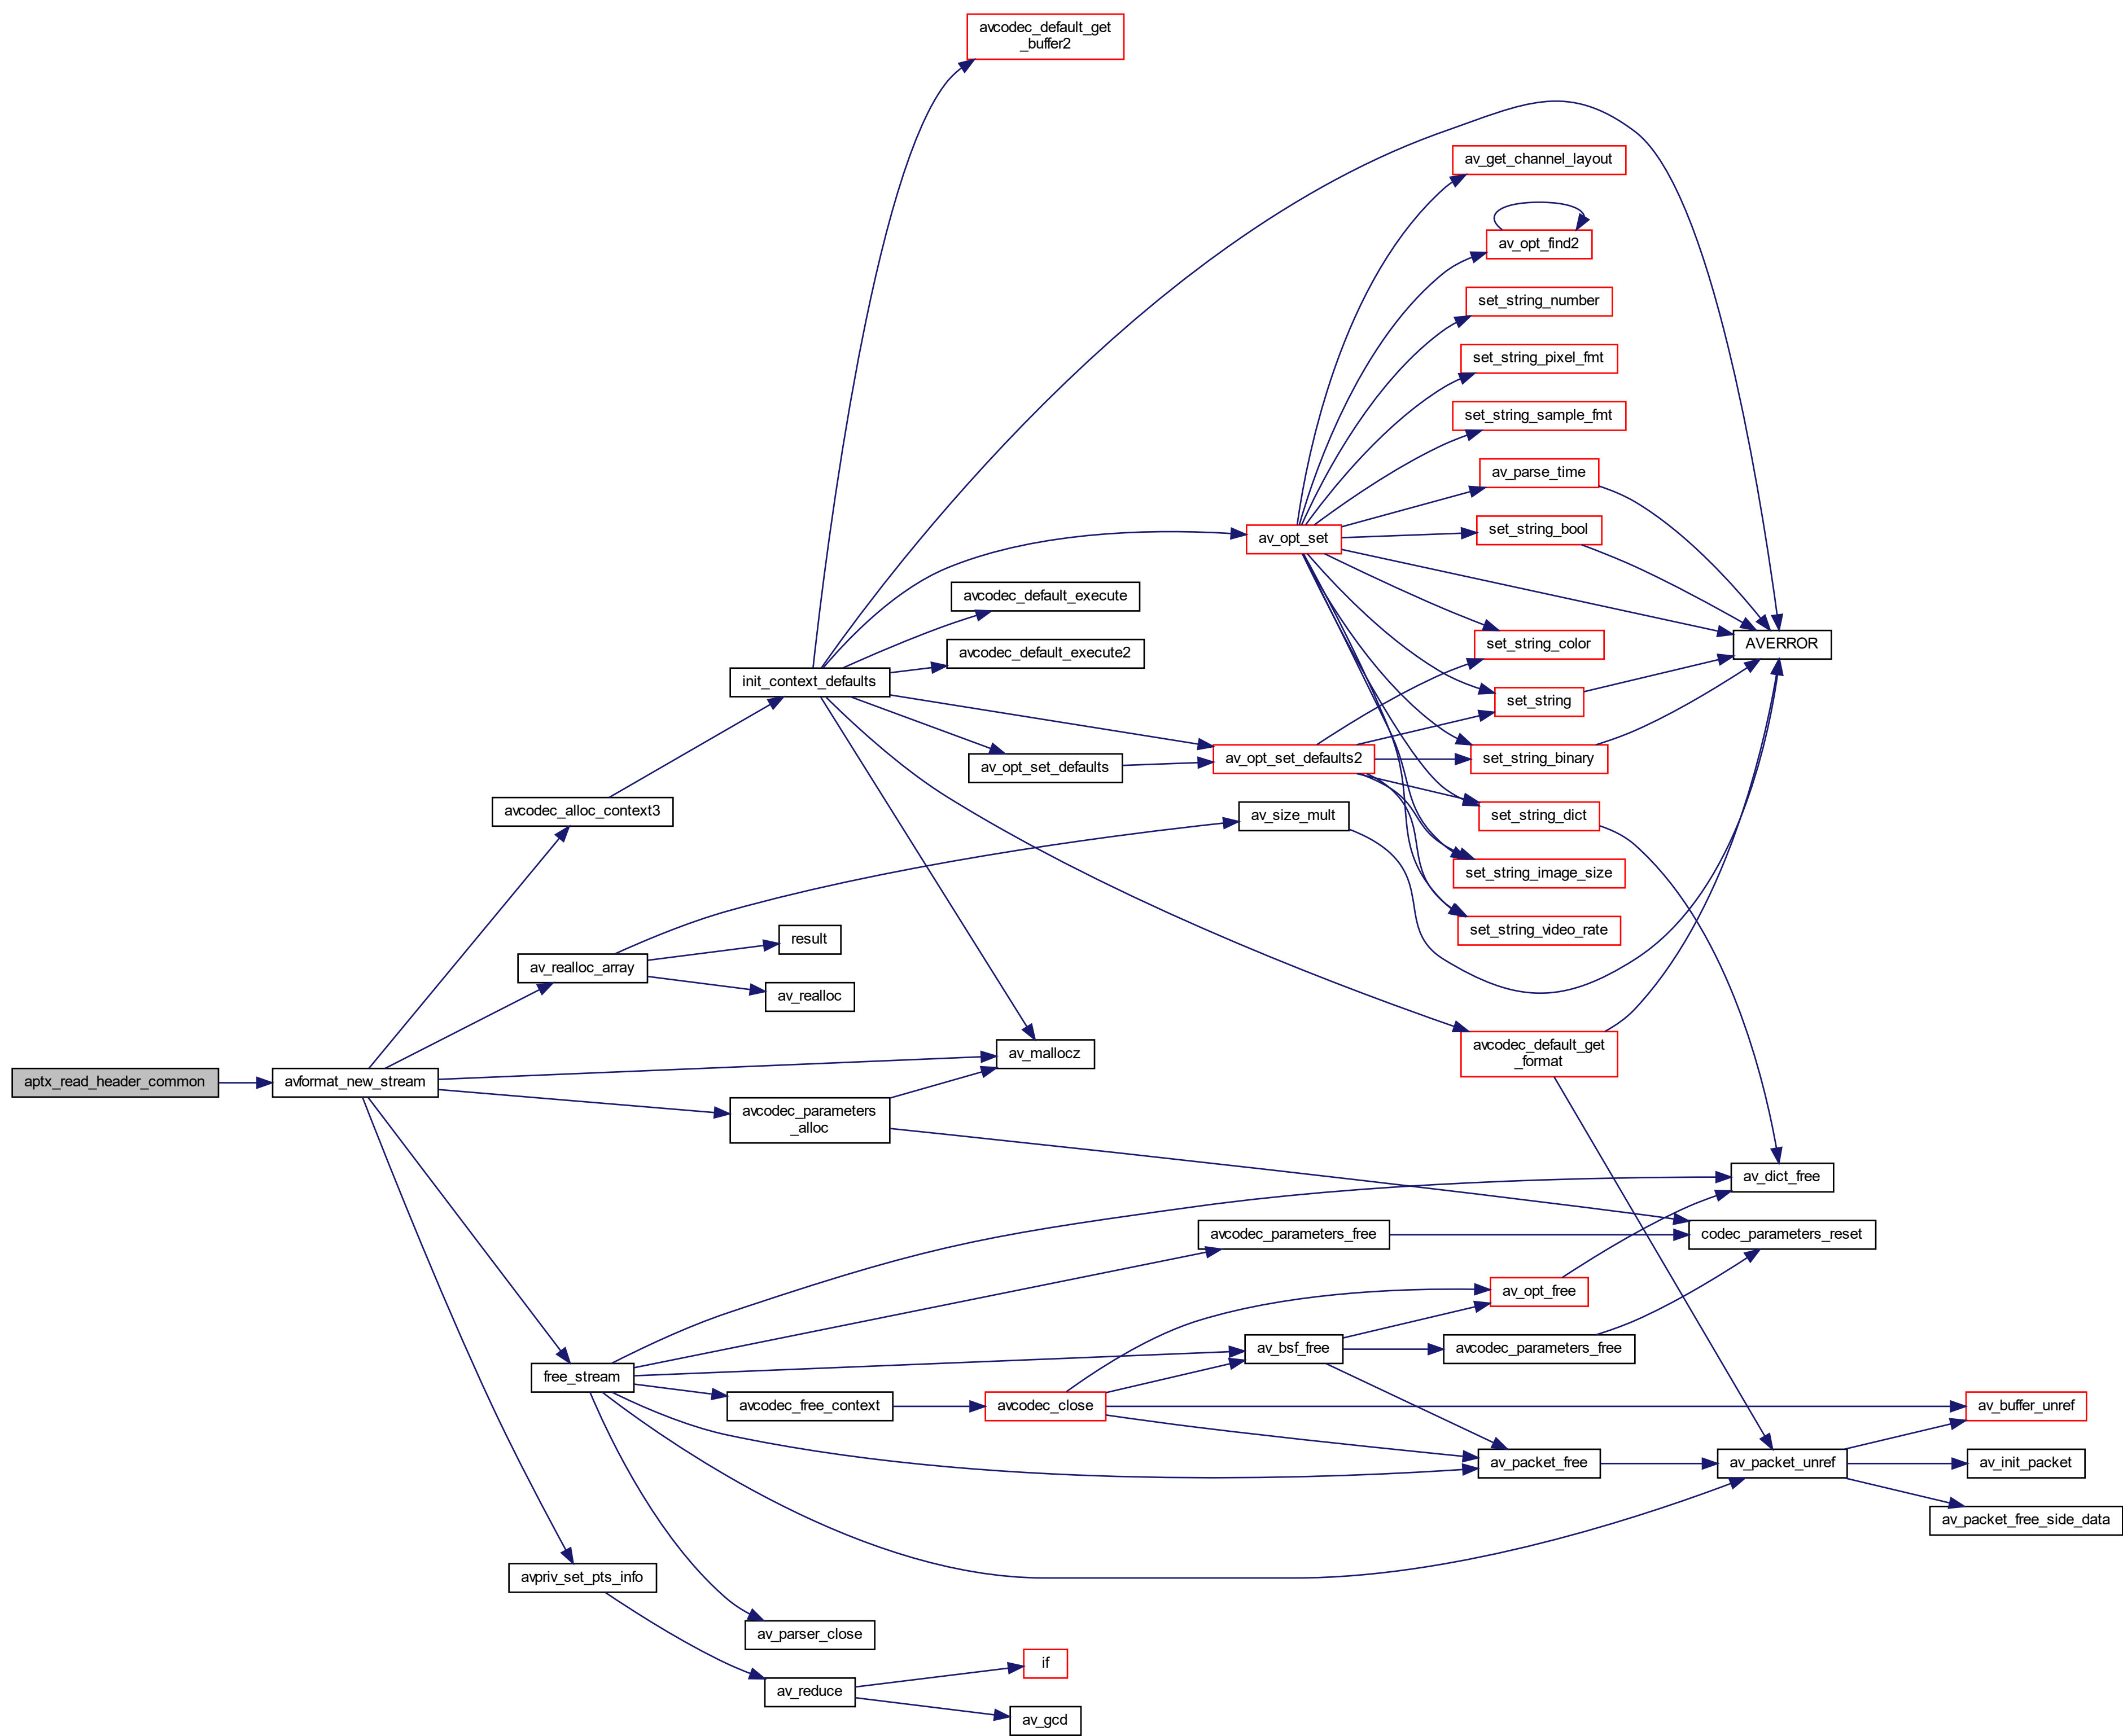 avcodec_default_get
_buffer2
av_get_channel_layout
av_opt_find2
set_string_number
set_string_pixel_fmt
set_string_sample_fmt
av_parse_time
set_string_bool
av_opt_set
avcodec_default_execute
avcodec_default_execute2
set_string_color
AVERROR
init_context_defaults
set_string
av_opt_set_defaults
av_opt_set_defaults2
set_string_binary
avcodec_alloc_context3
av_size_mult
set_string_dict
set_string_image_size
result
set_string_video_rate
av_realloc_array
av_realloc
av_mallocz
avcodec_default_get
_format
aptx_read_header_common
avformat_new_stream
avcodec_parameters
_alloc
av_dict_free
avcodec_parameters_free
codec_parameters_reset
av_opt_free
av_bsf_free
avcodec_parameters_free
free_stream
avcodec_free_context
avcodec_close
av_buffer_unref
av_packet_free
av_packet_unref
av_init_packet
av_packet_free_side_data
avpriv_set_pts_info
av_parser_close
if
av_reduce
av_gcd